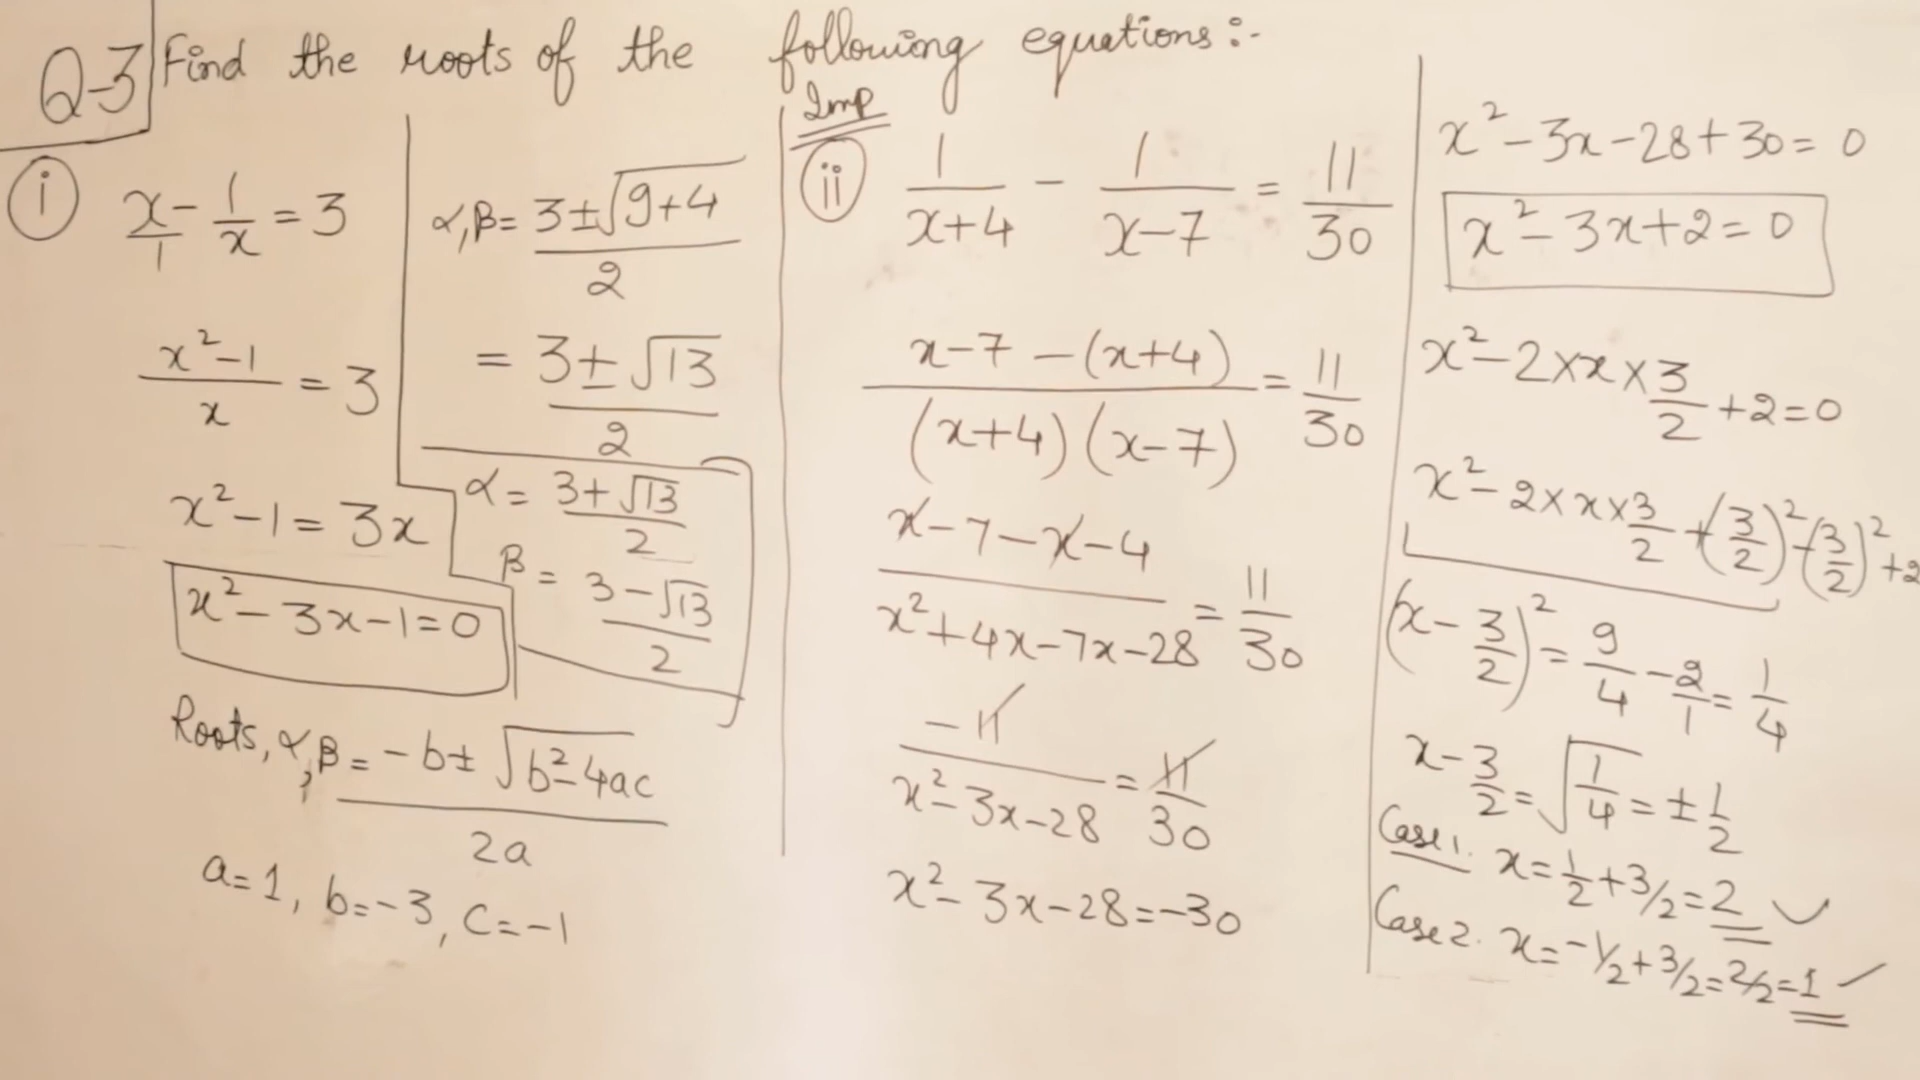 Q-3 Find the roots of the following equations:-
(i) x/1 - 1/x = 3
(x² - 1)/x = 3
x² - 1 = 3x
x² - 3x - 1 = 0
Roots, α, β = (-b ± √(b² - 4ac))/2a
a = 1, b = -3, c = -1
α, β = (3 ± √(9 + 4))/2
= (3 ± √13)/2
α = (3 + √13)/2
β = (3 - √13)/2
Imp
(ii) 1/(x+4) - 1/(x-7) = 11/30
(x - 7 - (x+4))/((x+4)(x-7)) = 11/30
(x - 7 - x - 4)/(x² + 4x - 7x - 28) = 11/30
-11/(x² - 3x - 28) = 11/30
x² - 3x - 28 = -30
x² - 3x - 28 + 30 = 0
x² - 3x + 2 = 0
x² - 2 × x × 3/2 + 2 = 0
x² - 2 × x × 3/2 + (3/2)² - (3/2)² + 2
(x - 3/2)² = 9/4 - 2/1 = 1/4
x - 3/2 = √(1/4) = ± 1/2
Case 1. x = 1/2 + 3/2 = 2
Case 2. x = -1/2 + 3/2 = 2/2 = 1